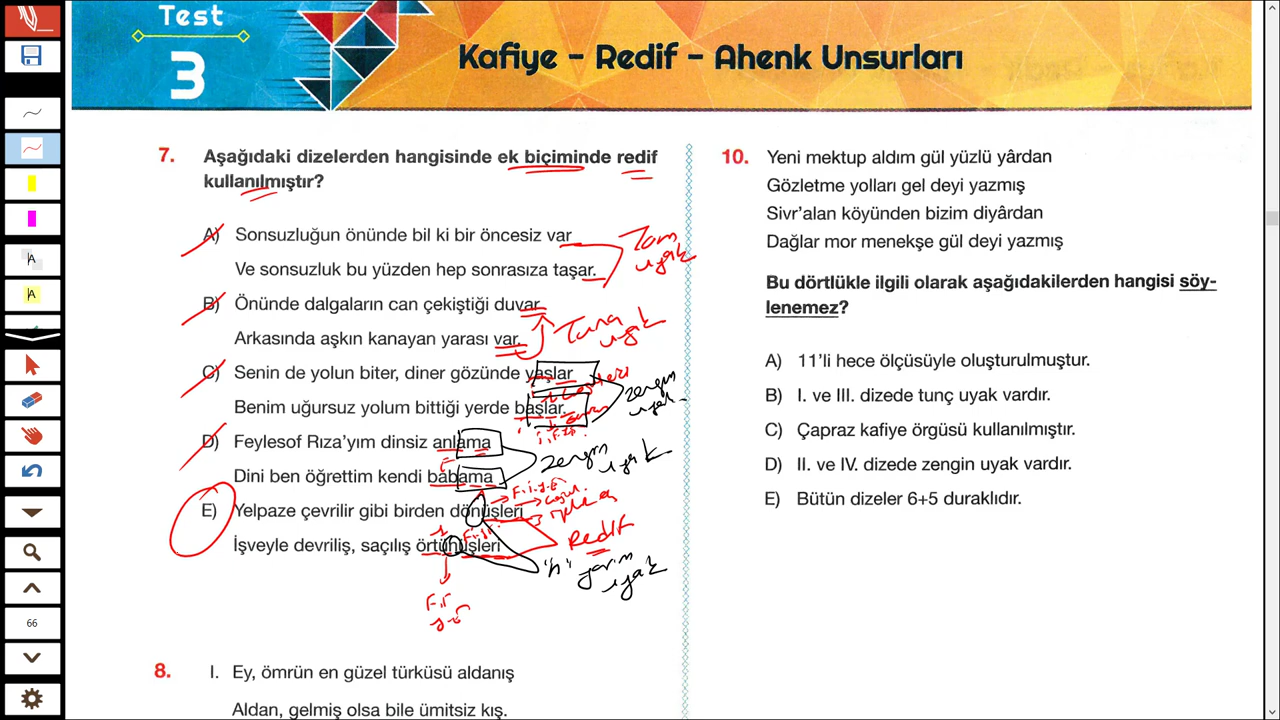 Test
3
Kafiye – Redif – Ahenk Unsurları
7. Aşağıdaki dizelerden hangisinde ek biçiminde redif
kullanılmıştır?
A) Sonsuzluğun önünde bil ki bir öncesiz var
Ve sonsuzluk bu yüzden hep sonrasıza taşar.
Tam
uyak
B) Önünde dalgaların can çekiştiği duvar
Arkasında aşkın kanayan yarası var.
uyak
C) Senin de yolun biter, diner gözünde yaşlar
Benim uğursuz yolum bittiği yerde başlar.
zengin
uyak
D) Feylesof Rıza'yım dinsiz anlama
Dini ben öğrettim kendi babama
zengin
uyak
E) Yelpaze çevrilir gibi birden dönüşleri
İşveyle devriliş, saçılış örtünüşleri
Redif
"n" yarım
uyak
8. I. Ey, ömrün en güzel türküsü aldanış
Aldan, gelmiş olsa bile ümitsiz kış.
10. Yeni mektup aldım gül yüzlü yârdan
Gözletme yolları gel deyi yazmış
Sivr'alan köyünden bizim diyârdan
Dağlar mor menekşe gül deyi yazmış
Bu dörtlükle ilgili olarak aşağıdakilerden hangisi söy-
lenemez?
A) 11'li hece ölçüsüyle oluşturulmuştur.
B) I. ve III. dizede tunç uyak vardır.
C) Çapraz kafiye örgüsü kullanılmıştır.
D) II. ve IV. dizede zengin uyak vardır.
E) Bütün dizeler 6+5 duraklıdır.
A
A
66